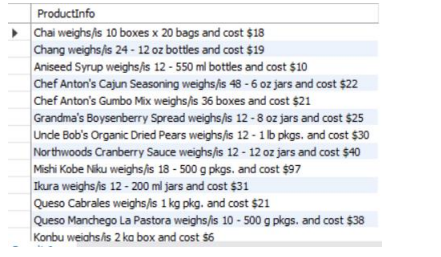 ProductInfo
Chai weighs/is 10 boxes x 20 bags and cost $18
Chang weighs/is 24 - 12 oz bottles and cost $19
Aniseed Syrup weighs/is 12 - 550 ml bottles and cost $10
Chef Anton's Cajun Seasoning weighs/is 48 - 6 oz jars and cost $22
Chef Anton's Gumbo Mix weighs/is 36 boxes and cost $21
Grandma's Boysenberry Spread weighs/is 12 - 8 oz jars and cost $25
Uncle Bob's Organic Dried Pears weighs/is 12 - 1 lb pkgs. and cost $30
Northwoods Cranberry Sauce weighs/is 12 - 12 oz jars and cost $40
Mishi Kobe Niku weighs/is 18 - 500 g pkgs. and cost $97
Ikura weighs/is 12 - 200 ml jars and cost $31
Queso Cabrales weighs/is 1 kg pkg. and cost $21
Queso Manchego La Pastora weighs/is 10 - 500 g pkgs. and cost $38
Konbu weighs/is 2 kg box and cost $6